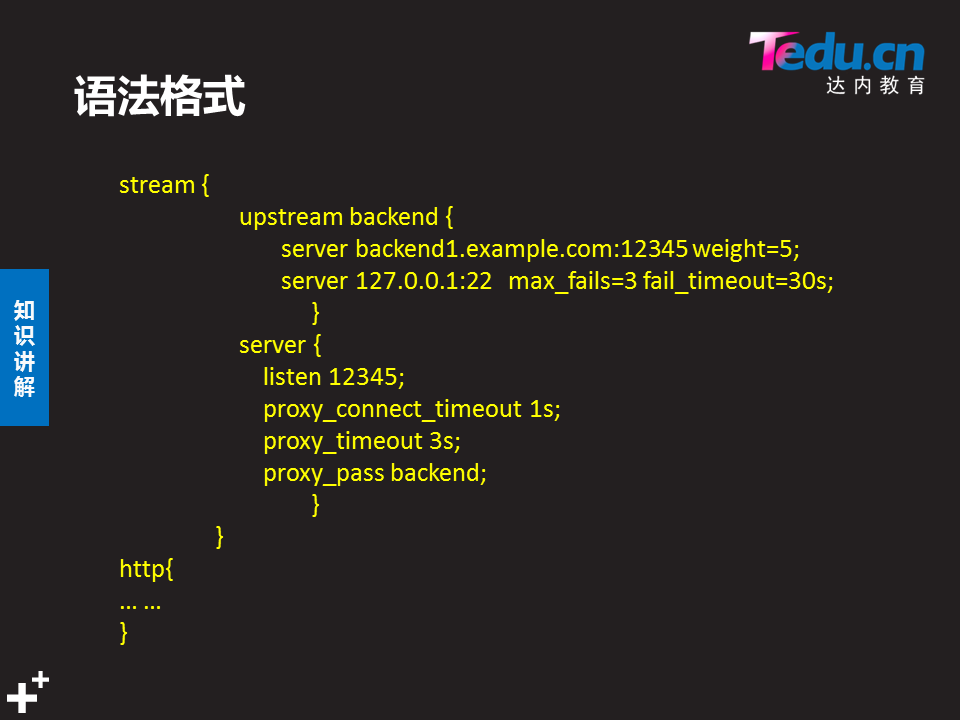 Tedu.cn
达内教育
语法格式
stream {
upstream backend {
server backend1.example.com:12345 weight=5;
server 127.0.0.1:22 max_fails=3 fail_timeout=30s;
}
server {
listen 12345;
proxy_connect_timeout 1s;
proxy_timeout 3s;
proxy_pass backend;
}
}
http{
... ...
}
知
识
讲
解